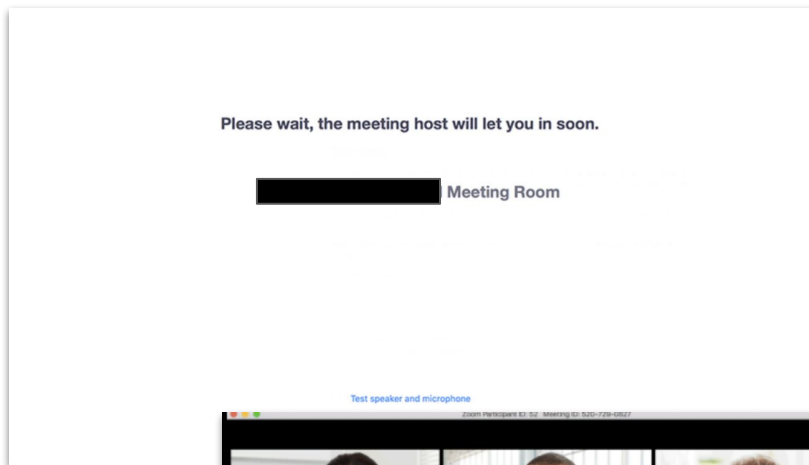 Please wait, the meeting host will let you in soon.
Meeting Room
Test speaker and microphone
Zoom Participant ID: 52 Meeting ID: 520-729-0827